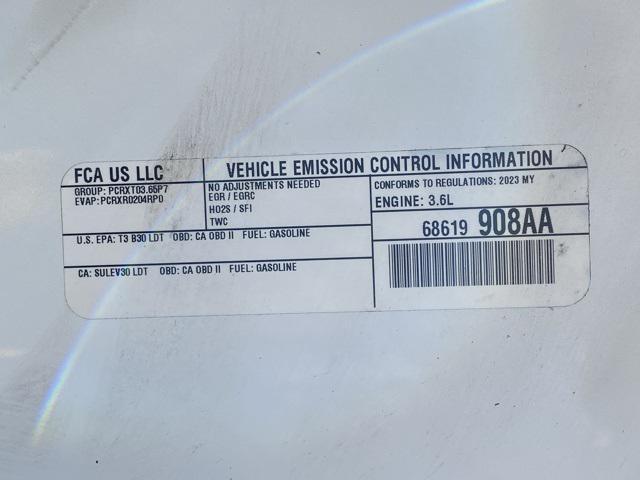 FCA US LLC
GROUP: PCRXT03.65P7
EVAP: PCRXR0204RP0
VEHICLE EMISSION CONTROL INFORMATION
NO ADJUSTMENTS NEEDED
EGR / EGRC
HO2S / SFI
TWC
CONFORMS TO REGULATIONS: 2023 MY
ENGINE: 3.6L
U.S. EPA: T3 B30 LDT OBD: CA OBD II FUEL: GASOLINE
CA: SULEV30 LDT OBD: CA OBD II FUEL: GASOLINE
68619 908AA